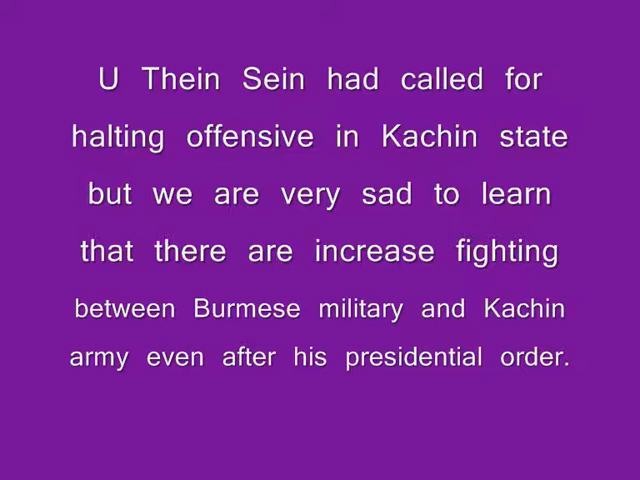 U Thein Sein had called for
halting offensive in Kachin state
but we are very sad to learn
that there are increase fighting
between Burmese military and Kachin
army even after his presidential order.